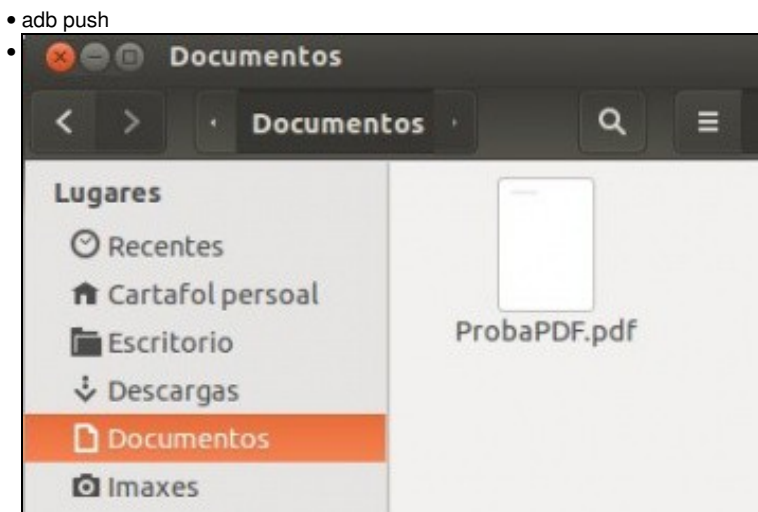 • adb push
•
Documentos
Documentos
Lugares
Recentes
Cartafol persoal
Escritorio
Descargas
Documentos
Imaxes
ProbaPDF.pdf